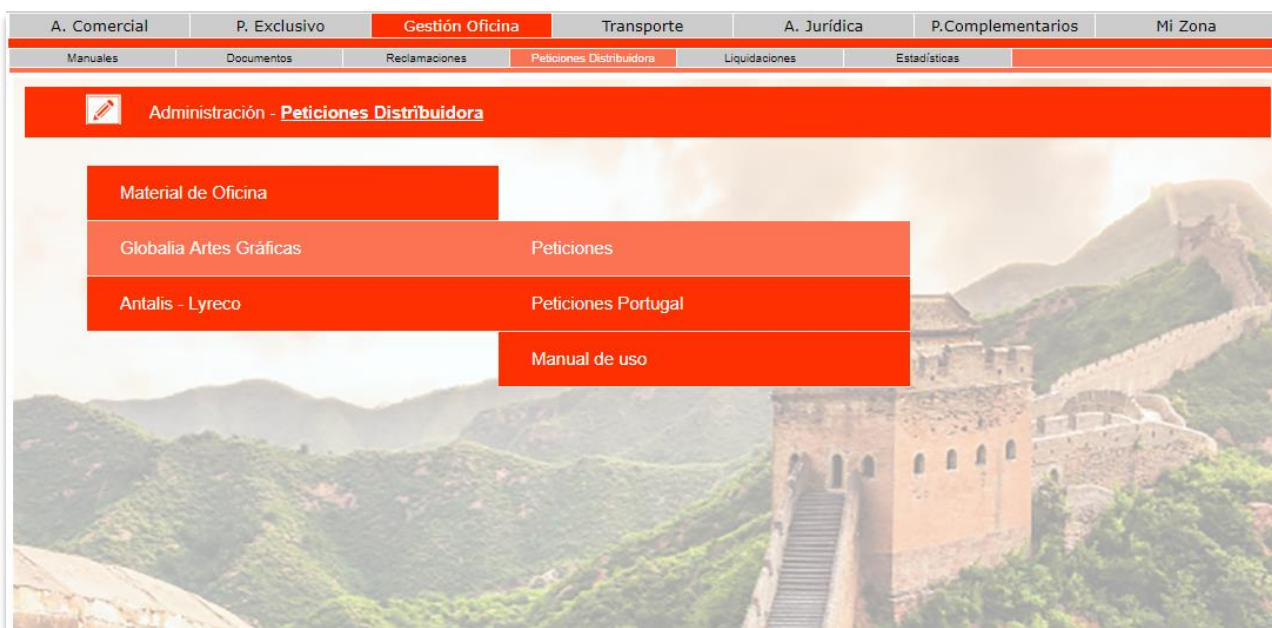 A. Comercial P. Exclusivo Gestión Oficina Transporte A. Jurídica P.Complementarios Mi Zona
Manuales Documentos Reclamaciones Peticiones Distribuidora Liquidaciones Estadísticas
Administración - Peticiones Distribuidora
Material de Oficina
Globalia Artes Gráficas Peticiones
Antalis - Lyreco Peticiones Portugal
Manual de uso